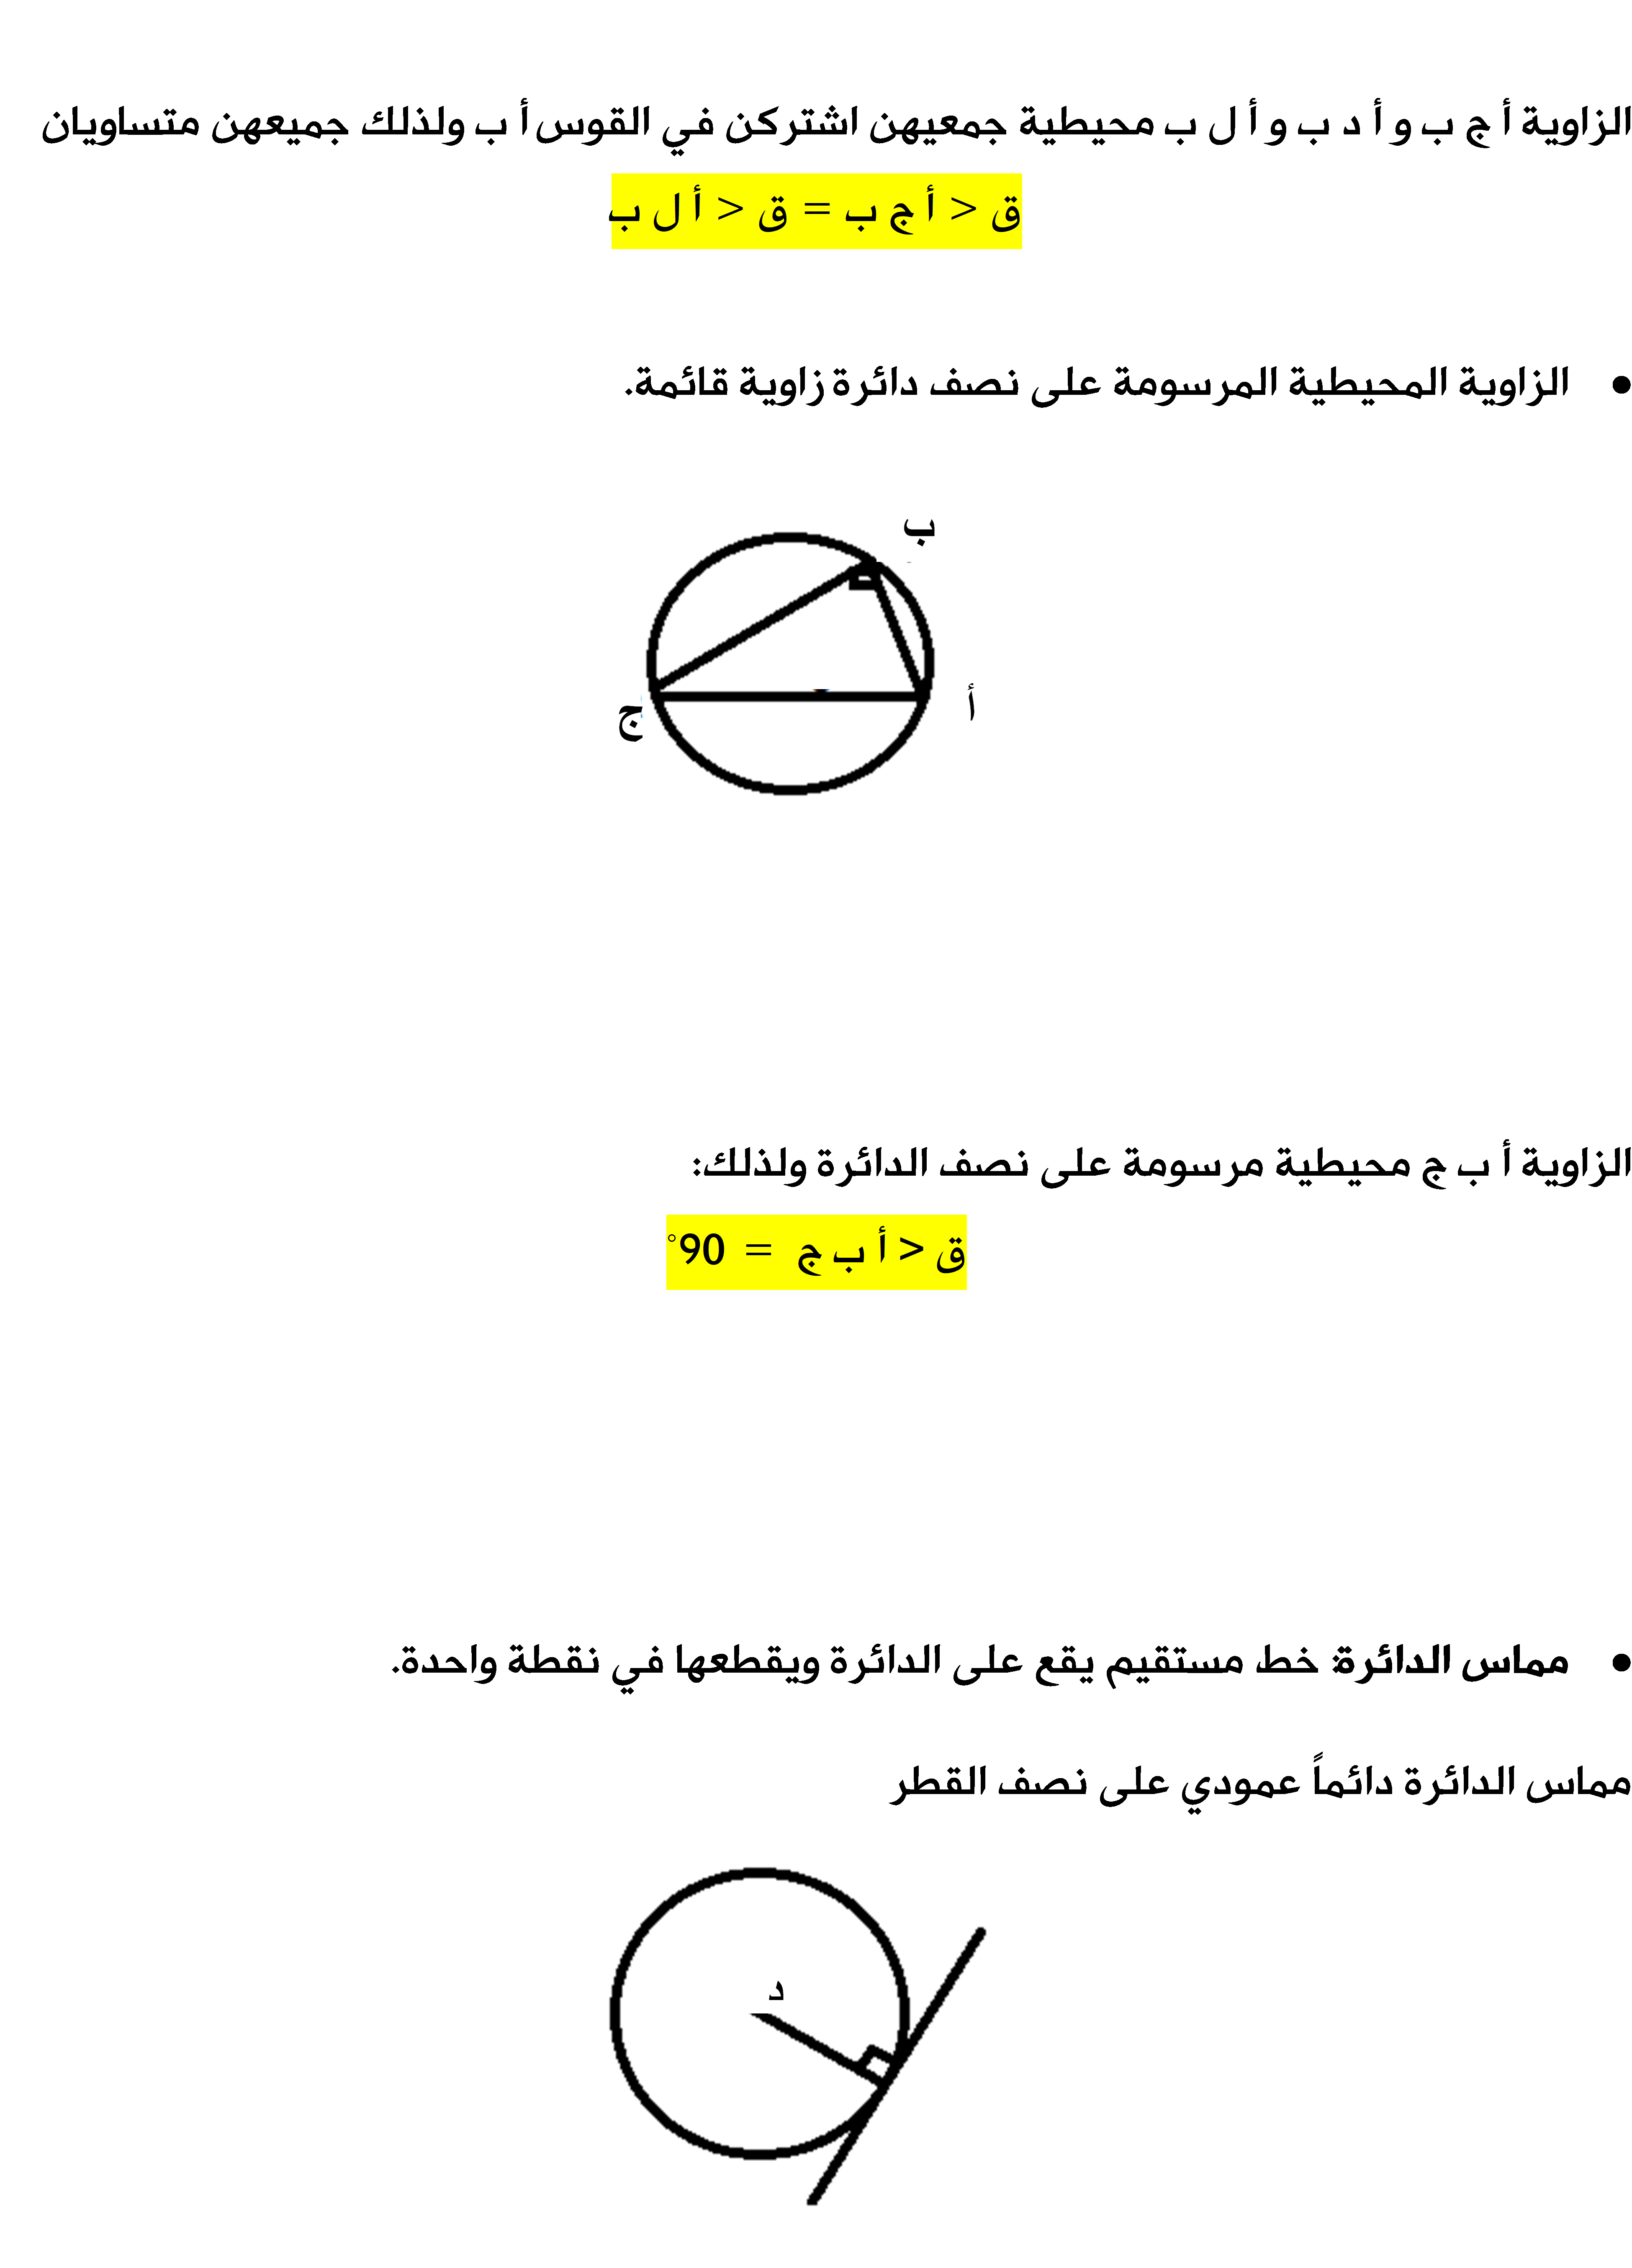 الزاوية أ ج ب و أ د ب و أ ل ب محيطية جمعيهن اشتركن في القوس أ ب ولذلك جميعهن متساويان
ق < أ ج ب = ق < أ ل ب
• الزاوية المحيطية المرسومة على نصف دائرة زاوية قائمة.
ب
أ
ج
الزاوية أ ب ج محيطية مرسومة على نصف الدائرة ولذلك:
ق < أ ب ج = 90°
• مماس الدائرة: خط مستقيم يقع على الدائرة ويقطعها في نقطة واحدة.
مماس الدائرة دائماً عمودي على نصف القطر
د